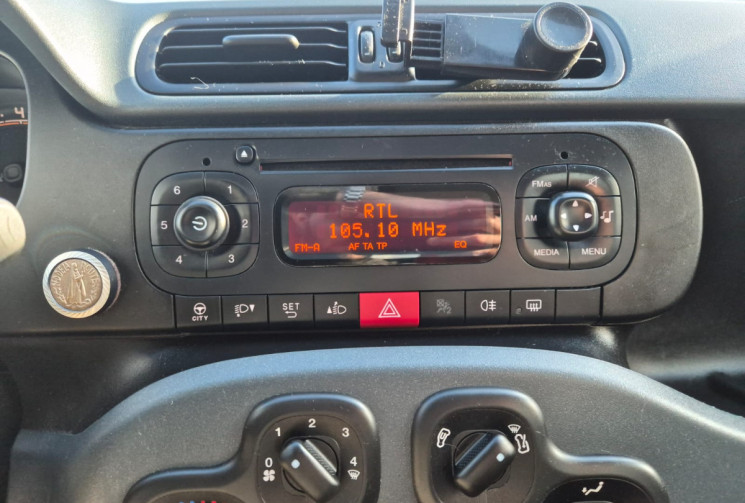 4
6 1
5 2
4 3
RTL
105.10 MHz
FM-A AF TA TP EQ
FMAS
AM
MEDIA MENU
CITY
SET
0 1 2 3 4